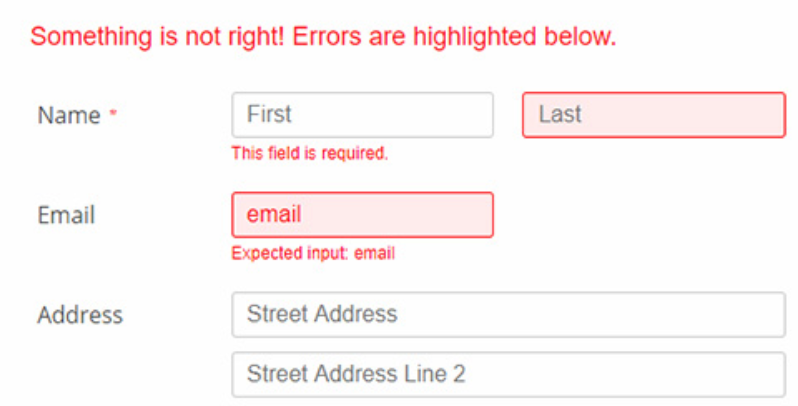 Something is not right! Errors are highlighted below.
Name * First Last
This field is required.
Email email
Expected input: email
Address Street Address
Street Address Line 2